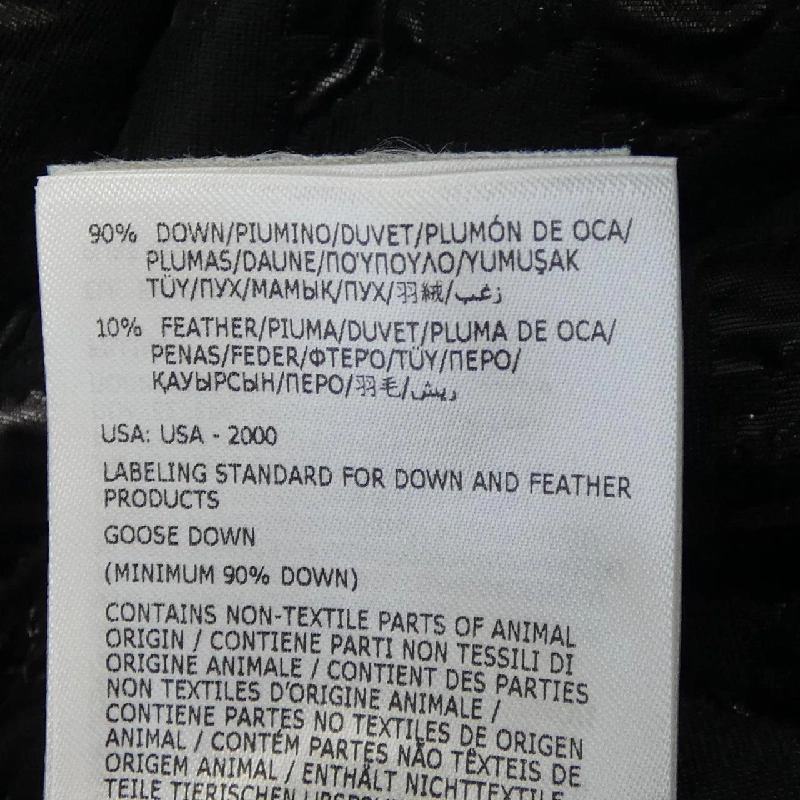 90% DOWN/PIUMINO/DUVET/PLUMÓN DE OCA/
PLUMAS/DAUNE/ΠΟΎΠΟΥΛΟ/YUMUŞAK
TÜY/ПУХ/МАМЫҚ/ПУХ/羽絨/زغب
10% FEATHER/PIUMA/DUVET/PLUMA DE OCA/
PENAS/FEDER/ΦΤΕΡΌ/TÜY/ПЕРО/
ҚАУЫРСЫН/ПЕРО/羽毛/ريش
USA: USA - 2000
LABELING STANDARD FOR DOWN AND FEATHER
PRODUCTS
GOOSE DOWN
(MINIMUM 90% DOWN)
CONTAINS NON-TEXTILE PARTS OF ANIMAL
ORIGIN / CONTIENE PARTI NON TESSILI DI
ORIGINE ANIMALE / CONTIENT DES PARTIES
NON TEXTILES D'ORIGINE ANIMALE /
CONTIENE PARTES NO TEXTILES DE ORIGEN
ANIMAL / CONTÉM PARTES NÃO TÊXTEIS DE
ORIGEM ANIMAL / ENTHÄLT NICHTTEXTILE
TEILE TIERISCHEN